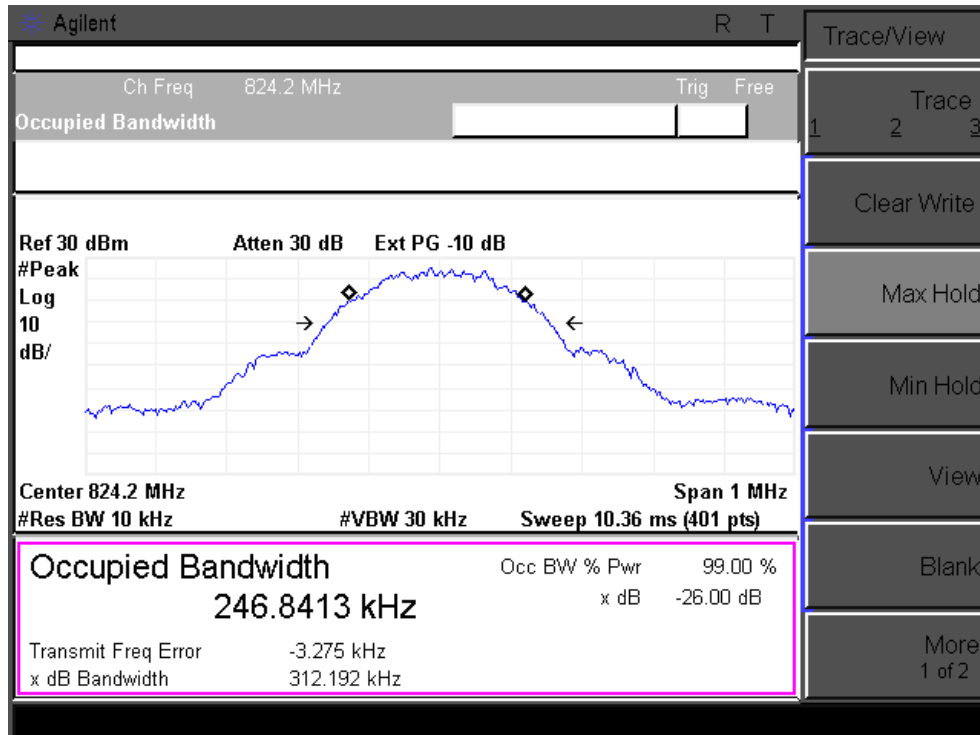 Agilent R T
Trace/View
Ch Freq 824.2 MHz Trig Free
Occupied Bandwidth
Trace
1 2 3
Clear Write
Ref 30 dBm Atten 30 dB Ext PG -10 dB
#Peak
Log
10
dB/
Max Hold
Min Hold
View
Center 824.2 MHz Span 1 MHz
#Res BW 10 kHz #VBW 30 kHz Sweep 10.36 ms (401 pts)
Occupied Bandwidth Occ BW % Pwr 99.00 %
246.8413 kHz x dB -26.00 dB
Blank
Transmit Freq Error -3.275 kHz
x dB Bandwidth 312.192 kHz
More
1 of 2